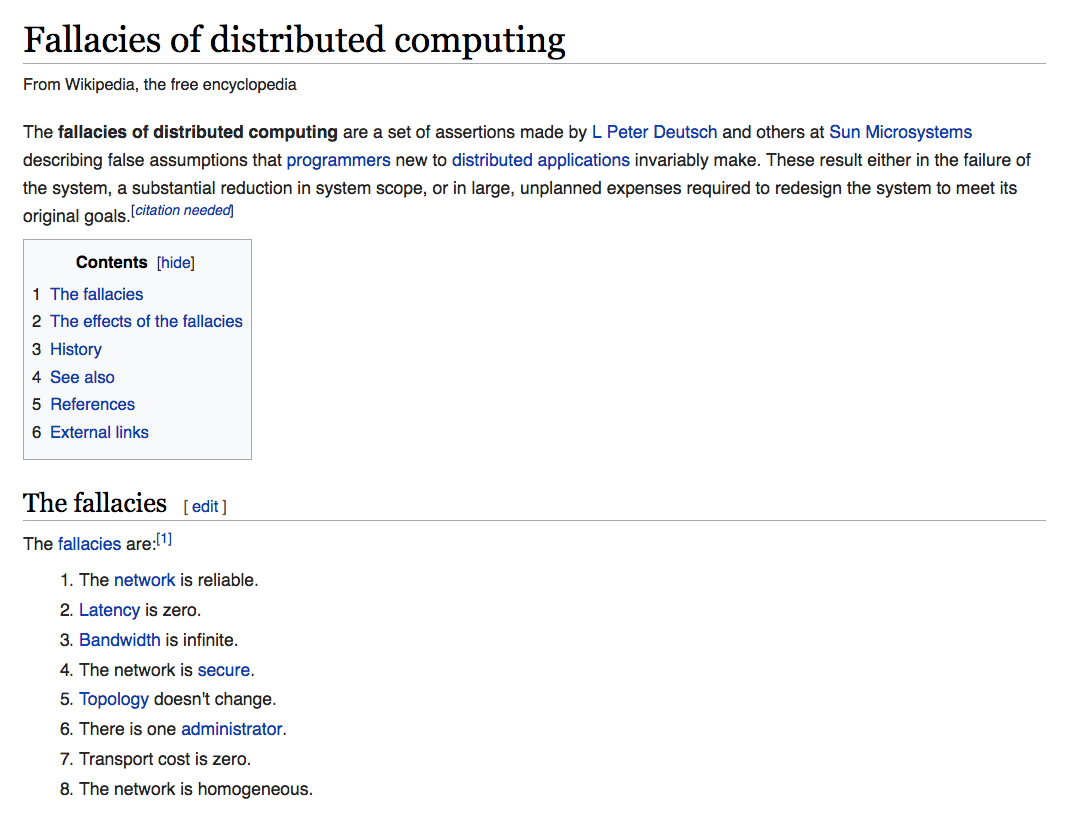 Fallacies of distributed computing
From Wikipedia, the free encyclopedia
The fallacies of distributed computing are a set of assertions made by L Peter Deutsch and others at Sun Microsystems
describing false assumptions that programmers new to distributed applications invariably make. These result either in the failure of
the system, a substantial reduction in system scope, or in large, unplanned expenses required to redesign the system to meet its
original goals.[citation needed]
Contents [hide]
1 The fallacies
2 The effects of the fallacies
3 History
4 See also
5 References
6 External links
The fallacies [ edit ]
The fallacies are:[1]
1. The network is reliable.
2. Latency is zero.
3. Bandwidth is infinite.
4. The network is secure.
5. Topology doesn't change.
6. There is one administrator.
7. Transport cost is zero.
8. The network is homogeneous.